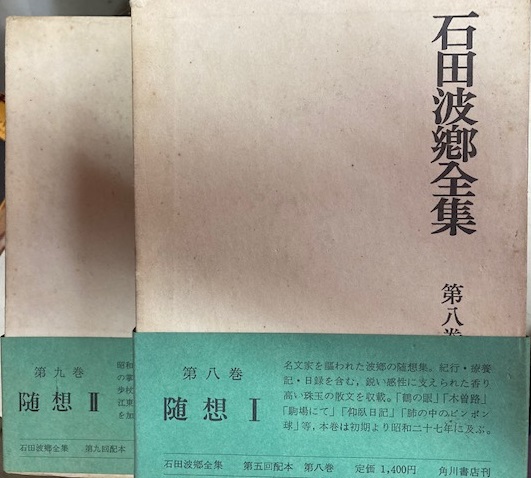 石田波郷全集
第八巻
第八巻
随想 Ⅰ
名文家を謳われた波郷の随想集。紀行・療養
記・日録を含む，鋭い感性に支えられた香り
高い珠玉の散文を収載。「鶴の眼」「木曽路」
「駒場にて」「仰臥日記」「肺の中のピンポン
球」等，本巻は初期より昭和二十七年に及ぶ。
石田波郷全集 第五回配本 第八巻 定価 1,400円 角川書店刊
第九巻
随想 Ⅱ
昭和
の掌
歩杖
江東
を加
石田波郷全集 第九回配本